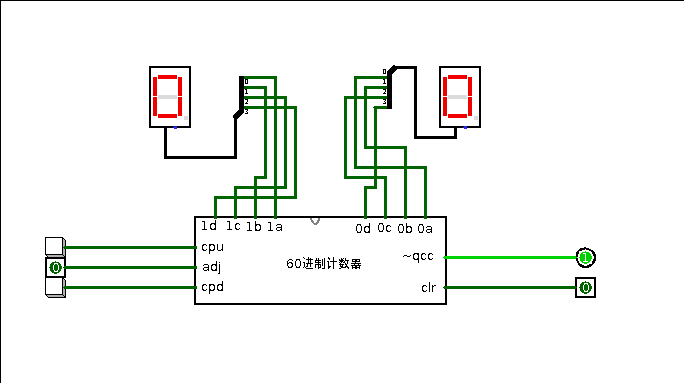 0
1
2
3
0
1
2
3
1d 1c 1b 1a
0d 0c 0b 0a
cpu
0 adj
cpd
60进制计数器
~qcc 1
clr 0